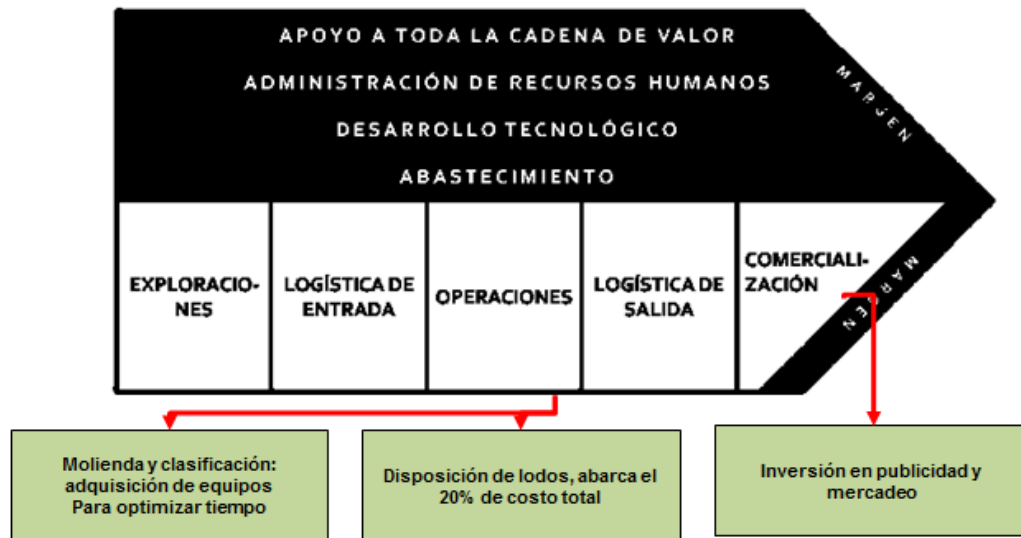 APOYO A TODA LA CADENA DE VALOR
ADMINISTRACIÓN DE RECURSOS HUMANOS
DESARROLLO TECNOLÓGICO
ABASTECIMIENTO
MARGEN
EXPLORACIO-
NES
LOGÍSTICA DE
ENTRADA
OPERACIONES
LOGÍSTICA DE
SALIDA
COMERCIALI-
ZACIÓN
MARGEN
Molienda y clasificación:
adquisición de equipos
Para optimizar tiempo
Disposición de lodos, abarca el
20% de costo total
Inversión en publicidad y
mercadeo